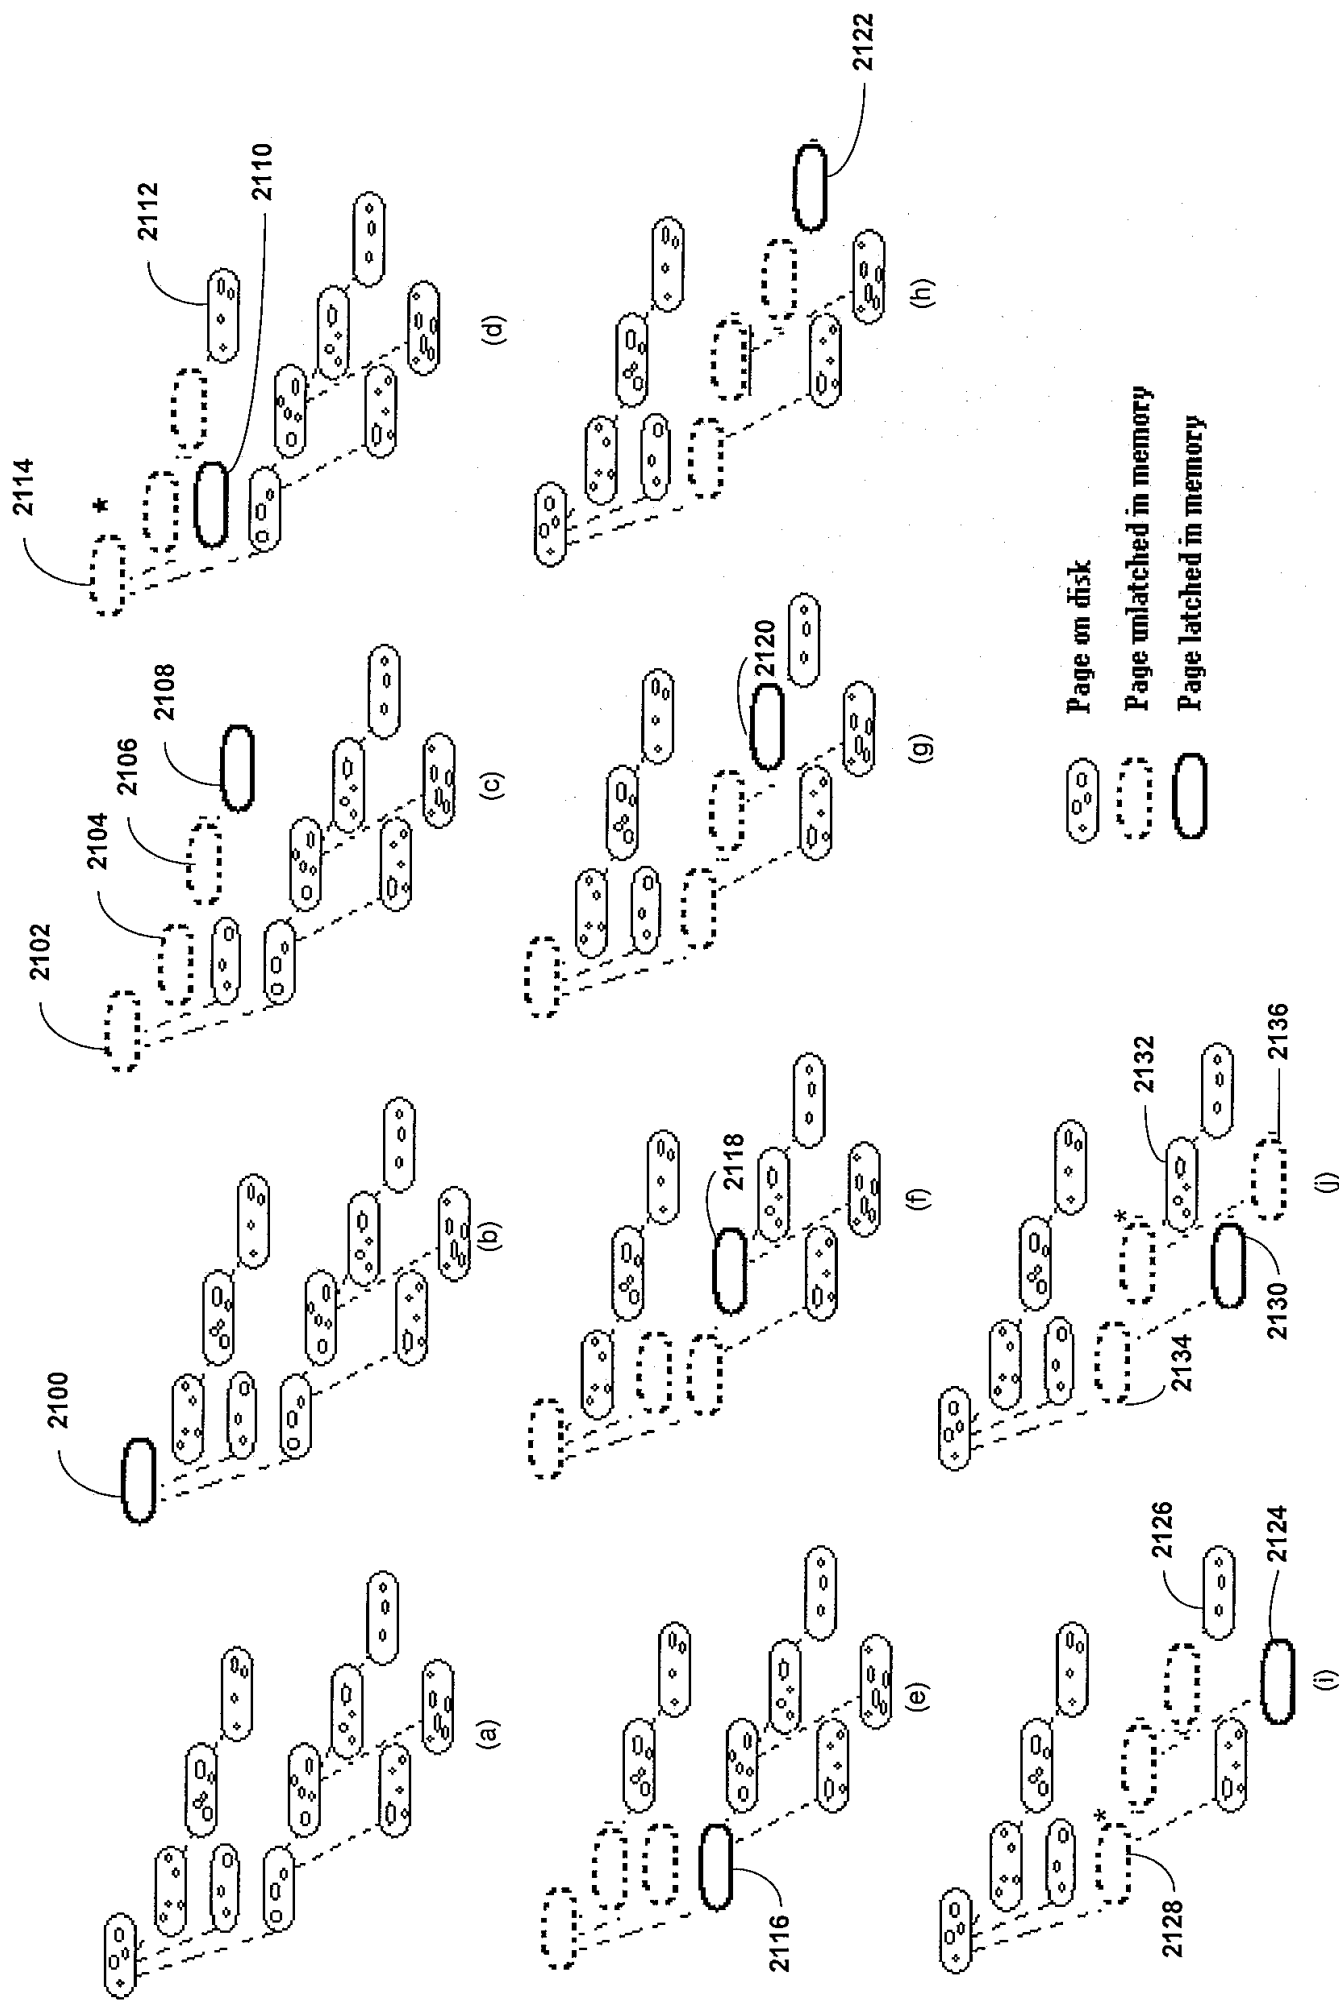 2100
(a)
(b)
2102
2104
2106
2108
(c)
2114
*
2112
2110
(d)
2116
(e)
2118
(f)
2120
(g)
2122
(h)
2128
*
2126
2124
(i)
2134
*
2132
2130
2136
(j)
Page on disk
Page unlatched in memory
Page latched in memory